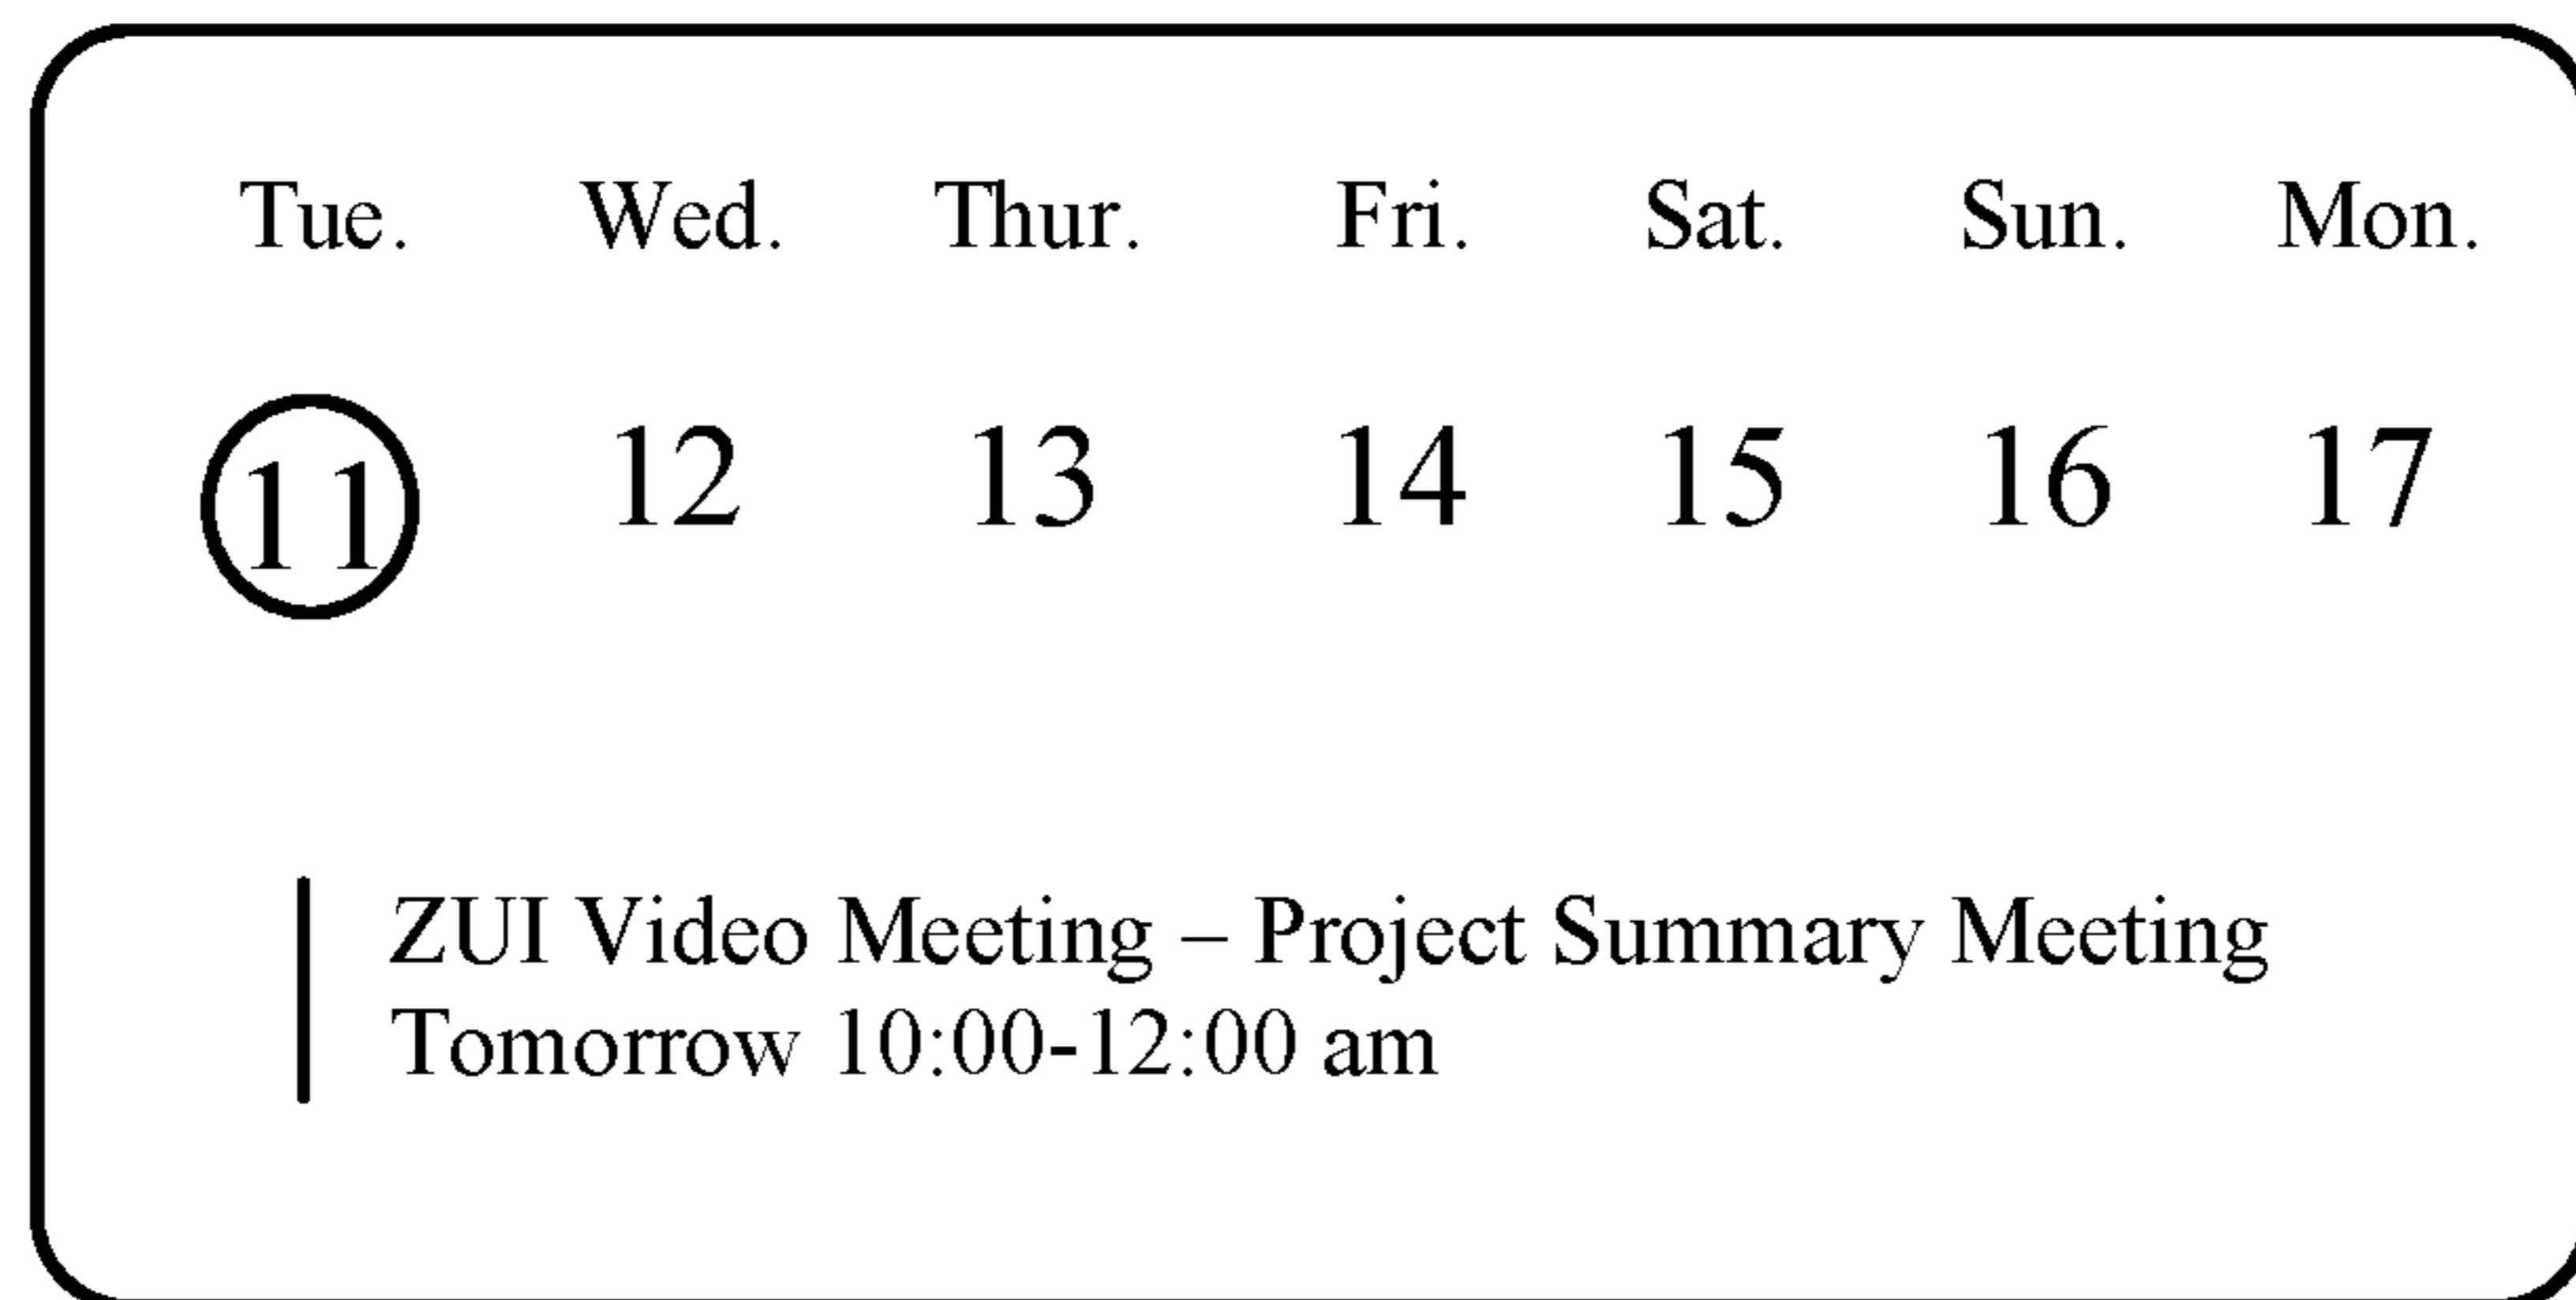 Tue. Wed. Thur. Fri. Sat. Sun. Mon.
11 12 13 14 15 16 17
ZUI Video Meeting – Project Summary Meeting
Tomorrow 10:00-12:00 am